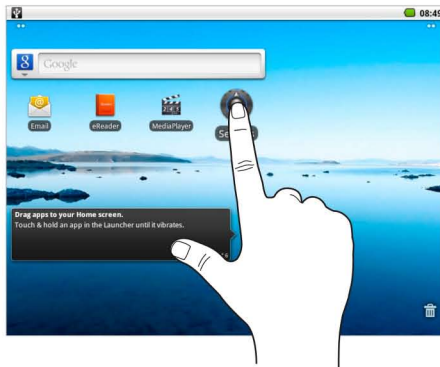 08:49
8 Google
Email
eReader
MediaPlayer
Drag apps to your Home screen.
Touch & hold an app in the Launcher until it vibrates.